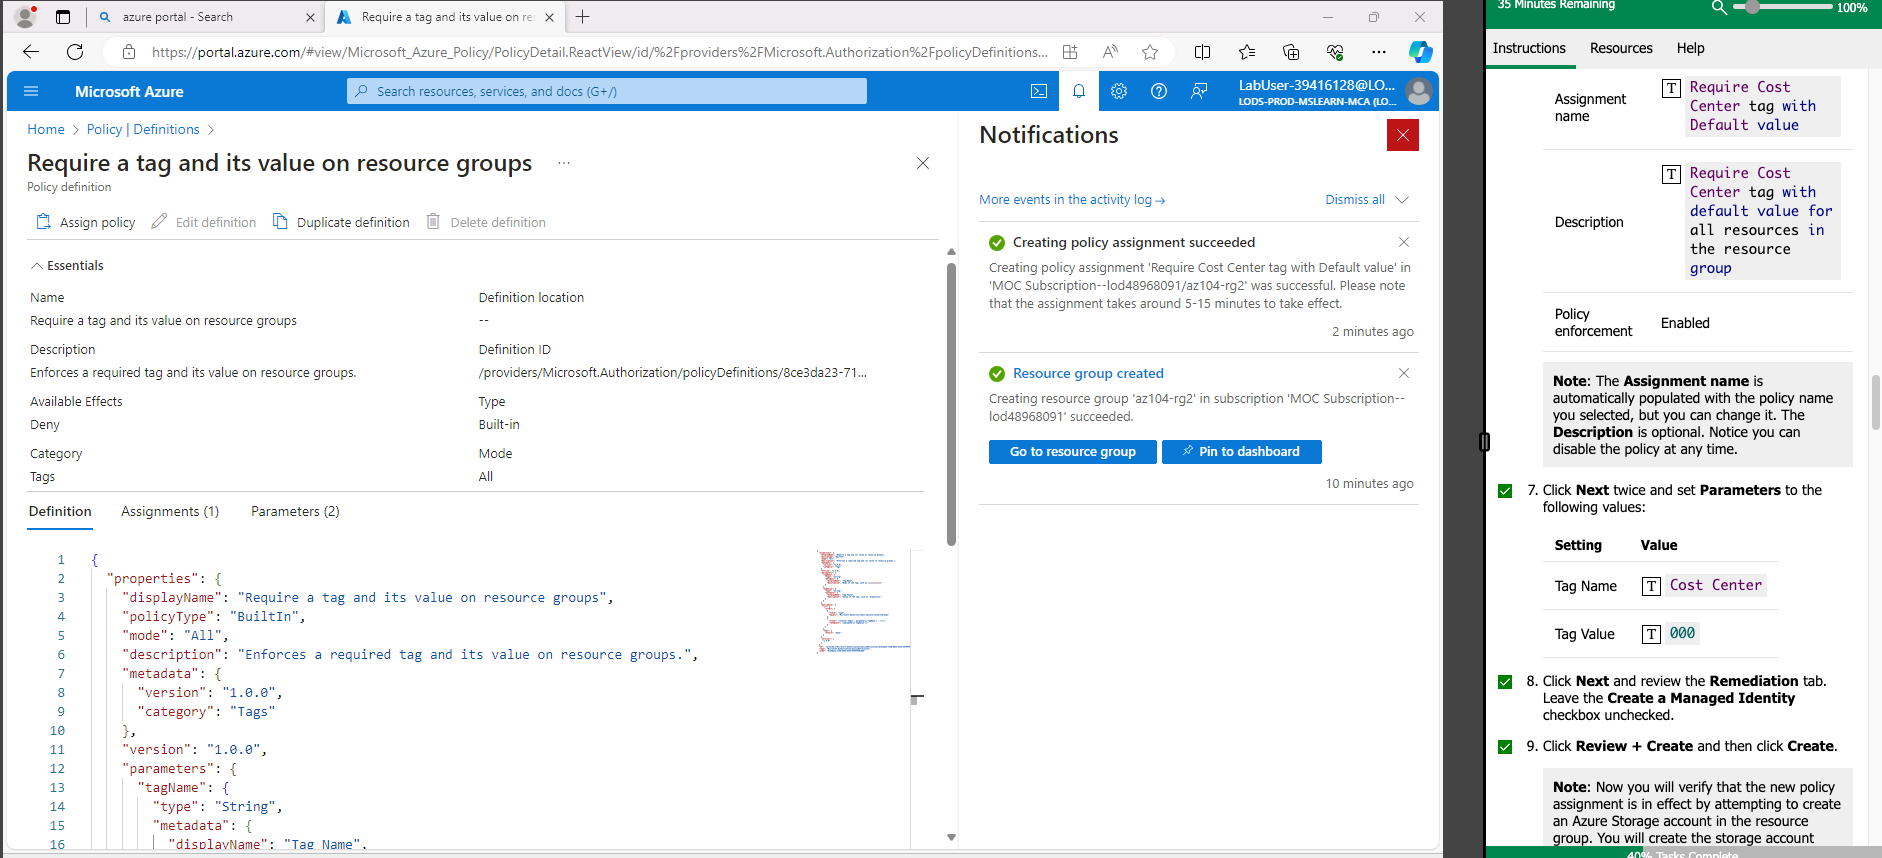 azure portal - Search
Require a tag and its value on re
https://portal.azure.com/#view/Microsoft_Azure_Policy/PolicyDetail.ReactView/id/%2Fproviders%2FMicrosoft.Authorization%2FpolicyDefinitions...
Microsoft Azure
Search resources, services, and docs (G+/)
LabUser-39416128@LO...
LODS-PROD-MSLEARN-MCA (LO...
Home > Policy | Definitions >
Require a tag and its value on resource groups ...
Policy definition
Assign policy
Edit definition
Duplicate definition
Delete definition
Essentials
Name
Definition location
Require a tag and its value on resource groups
--
Description
Definition ID
Enforces a required tag and its value on resource groups.
/providers/Microsoft.Authorization/policyDefinitions/8ce3da23-71...
Available Effects
Type
Deny
Built-in
Category
Mode
Tags
All
Definition
Assignments (1)
Parameters (2)
1 {
2 "properties": {
3 "displayName": "Require a tag and its value on resource groups",
4 "policyType": "BuiltIn",
5 "mode": "All",
6 "description": "Enforces a required tag and its value on resource groups.",
7 "metadata": {
8 "version": "1.0.0",
9 "category": "Tags"
10 },
11 "version": "1.0.0",
12 "parameters": {
13 "tagName": {
14 "type": "String",
15 "metadata": {
16 "displayName": "Tag Name",
Notifications
More events in the activity log →
Dismiss all
Creating policy assignment succeeded
Creating policy assignment 'Require Cost Center tag with Default value' in
'MOC Subscription--lod48968091/az104-rg2' was successful. Please note
that the assignment takes around 5-15 minutes to take effect.
2 minutes ago
Resource group created
Creating resource group 'az104-rg2' in subscription 'MOC Subscription--
lod48968091' succeeded.
Go to resource group
Pin to dashboard
10 minutes ago
35 Minutes Remaining
100%
Instructions
Resources
Help
Assignment
name
T
Require Cost
Center tag with
Default value
Description
T
Require Cost
Center tag with
default value for
all resources in
the resource
group
Policy
enforcement
Enabled
Note: The Assignment name is
automatically populated with the policy name
you selected, but you can change it. The
Description is optional. Notice you can
disable the policy at any time.
7. Click Next twice and set Parameters to the
following values:
Setting
Value
Tag Name
T Cost Center
Tag Value
T 000
8. Click Next and review the Remediation tab.
Leave the Create a Managed Identity
checkbox unchecked.
9. Click Review + Create and then click Create.
Note: Now you will verify that the new policy
assignment is in effect by attempting to create
an Azure Storage account in the resource
group. You will create the storage account
40% Tasks Complete